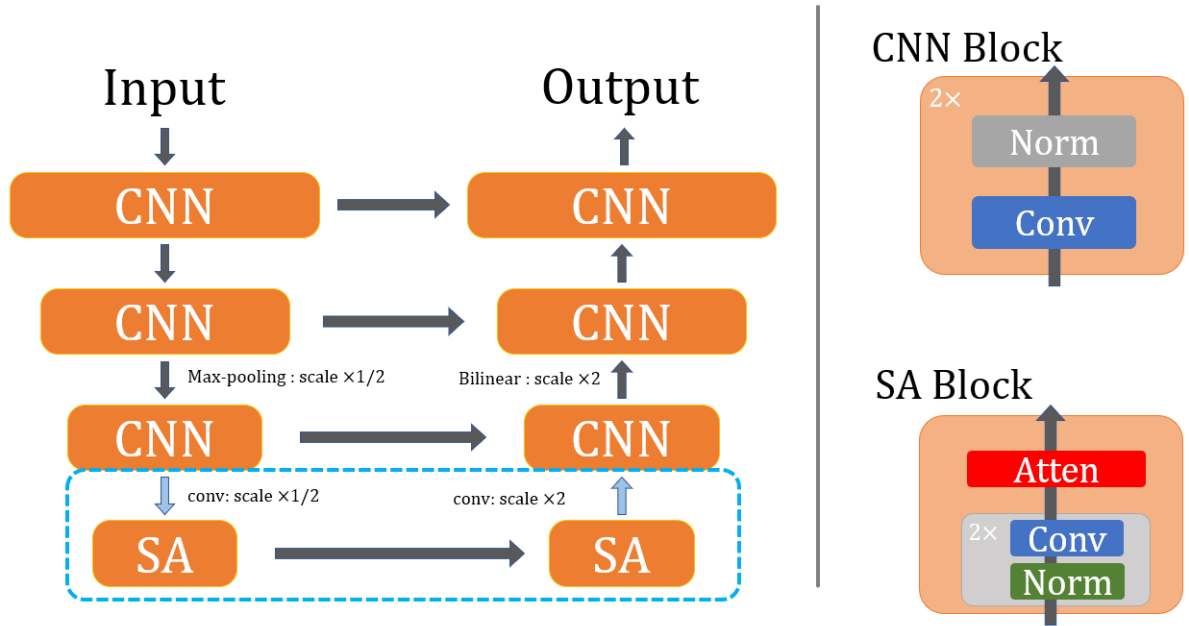 Input
Output
CNN
CNN
CNN
CNN
Max-pooling : scale ×1/2
Bilinear : scale ×2
CNN
CNN
conv: scale ×1/2
conv: scale ×2
SA
SA
CNN Block
2×
Norm
Conv
SA Block
Atten
2×
Conv
Norm